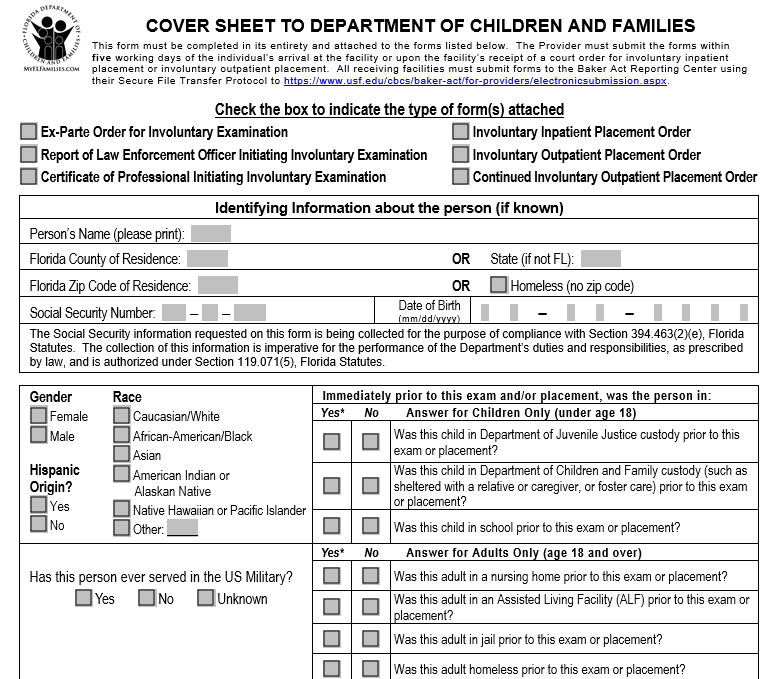 FLORIDA DEPARTMENT OF CHILDREN AND FAMILIES
MYFLFAMILIES.COM
COVER SHEET TO DEPARTMENT OF CHILDREN AND FAMILIES
This form must be completed in its entirety and attached to the forms listed below. The Provider must submit the forms within
five working days of the individual's arrival at the facility or upon the facility's receipt of a court order for involuntary inpatient
placement or involuntary outpatient placement. All receiving facilities must submit forms to the Baker Act Reporting Center using
their Secure File Transfer Protocol to https://www.usf.edu/cbcs/baker-act/for-providers/electronicsubmission.aspx.
Check the box to indicate the type of form(s) attached
Ex-Parte Order for Involuntary Examination
Involuntary Inpatient Placement Order
Report of Law Enforcement Officer Initiating Involuntary Examination
Involuntary Outpatient Placement Order
Certificate of Professional Initiating Involuntary Examination
Continued Involuntary Outpatient Placement Order
Identifying Information about the person (if known)
Person's Name (please print):
Florida County of Residence: OR State (if not FL):
Florida Zip Code of Residence: OR Homeless (no zip code)
Social Security Number: – – Date of Birth – –
(mm/dd/yyyy)
The Social Security information requested on this form is being collected for the purpose of compliance with Section 394.463(2)(e), Florida
Statutes. The collection of this information is imperative for the performance of the Department's duties and responsibilities, as prescribed
by law, and is authorized under Section 119.071(5), Florida Statutes.
Gender
Female
Male
Hispanic
Origin?
Yes
No
Race
Caucasian/White
African-American/Black
Asian
American Indian or
Alaskan Native
Native Hawaiian or Pacific Islander
Other:
Has this person ever served in the US Military?
Yes No Unknown
Immediately prior to this exam and/or placement, was the person in:
Yes* No Answer for Children Only (under age 18)
Was this child in Department of Juvenile Justice custody prior to this
exam or placement?
Was this child in Department of Children and Family custody (such as
sheltered with a relative or caregiver, or foster care) prior to this exam
or placement?
Was this child in school prior to this exam or placement?
Yes* No Answer for Adults Only (age 18 and over)
Was this adult in a nursing home prior to this exam or placement?
Was this adult in an Assisted Living Facility (ALF) prior to this exam or
placement?
Was this adult in jail prior to this exam or placement?
Was this adult homeless prior to this exam or placement?